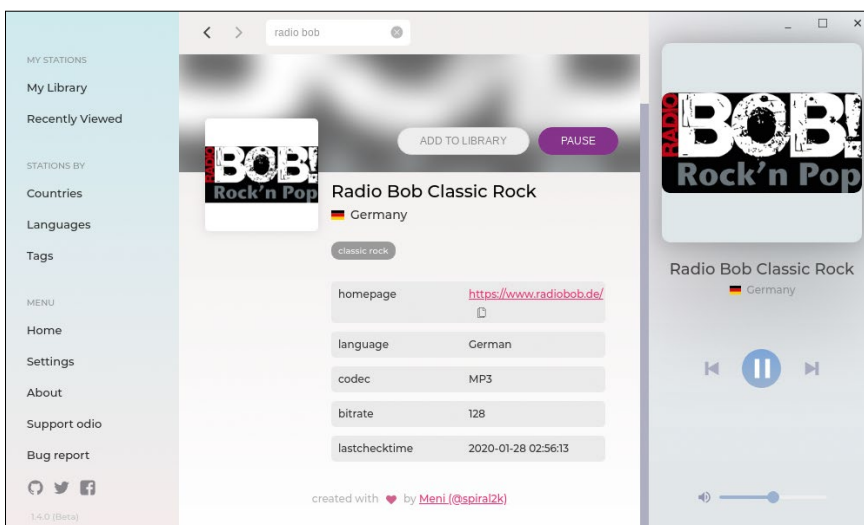 radio bob
MY STATIONS
My Library
Recently Viewed
STATIONS BY
Countries
Languages
Tags
MENU
Home
Settings
About
Support odio
Bug report
1.4.0 (Beta)
ADD TO LIBRARY
PAUSE
RADIO
BOB!
Rock'n Pop
Radio Bob Classic Rock
Germany
classic rock
homepage https://www.radiobob.de/
language German
codec MP3
bitrate 128
lastchecktime 2020-01-28 02:56:13
created with by Meni (@spiral2k)
RADIO
BOB!
Rock'n Pop
Radio Bob Classic Rock
Germany